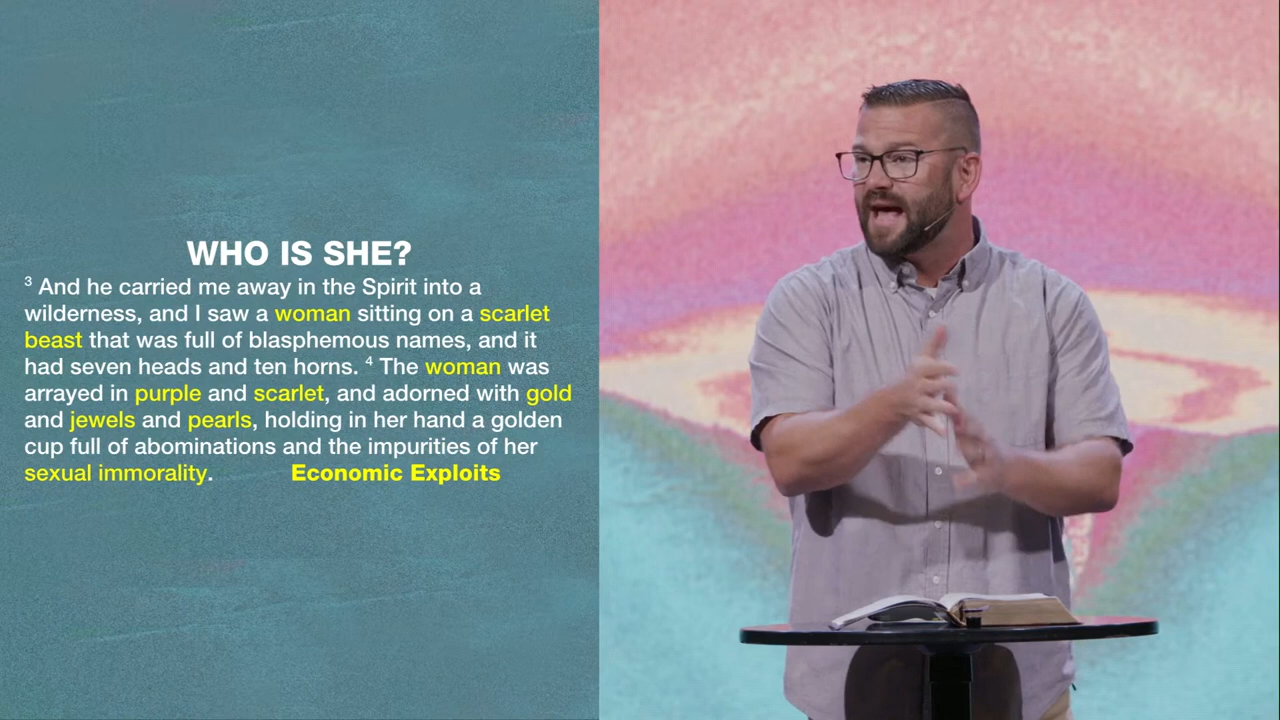 WHO IS SHE?
³ And he carried me away in the Spirit into a
wilderness, and I saw a woman sitting on a scarlet
beast that was full of blasphemous names, and it
had seven heads and ten horns. ⁴ The woman was
arrayed in purple and scarlet, and adorned with gold
and jewels and pearls, holding in her hand a golden
cup full of abominations and the impurities of her
sexual immorality. Economic Exploits